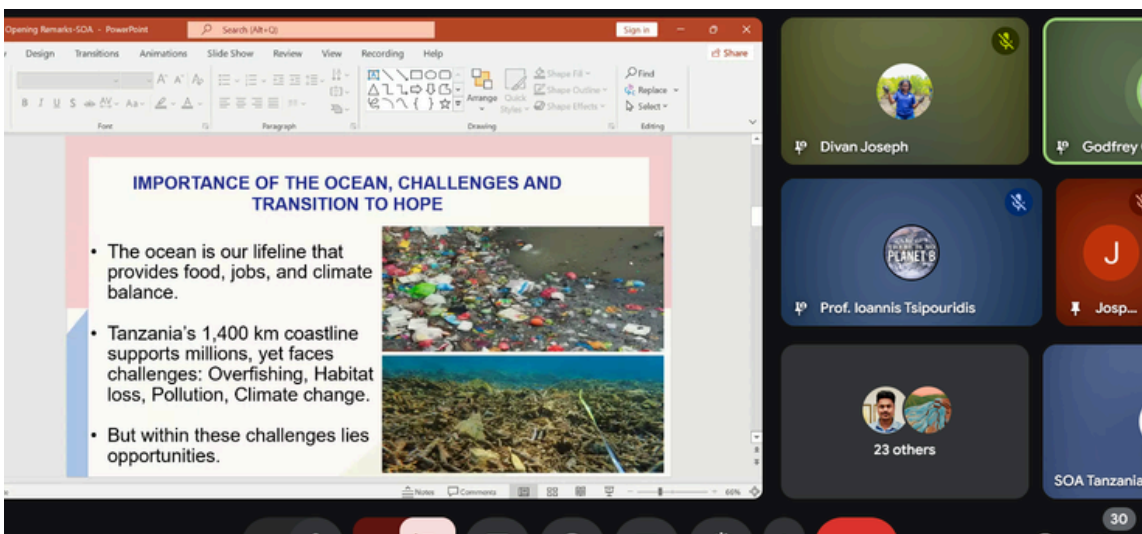 Opening Remarks-SOA - PowerPoint
Search (Alt+Q)
Sign in
Design Transitions Animations Slide Show Review View Recording Help
Share
Shape Fill
Find
Shape Outline
Replace
Arrange Quick Styles
Shape Effects
Select
Font Paragraph Drawing Editing
IMPORTANCE OF THE OCEAN, CHALLENGES AND
TRANSITION TO HOPE
• The ocean is our lifeline that
provides food, jobs, and climate
balance.
• Tanzania’s 1,400 km coastline
supports millions, yet faces
challenges: Overfishing, Habitat
loss, Pollution, Climate change.
• But within these challenges lies
opportunities.
Notes Comments 66%
Divan Joseph
Godfrey
PLANET B
Prof. Ioannis Tsipouridis
J
Josp...
23 others
SOA Tanzania
30